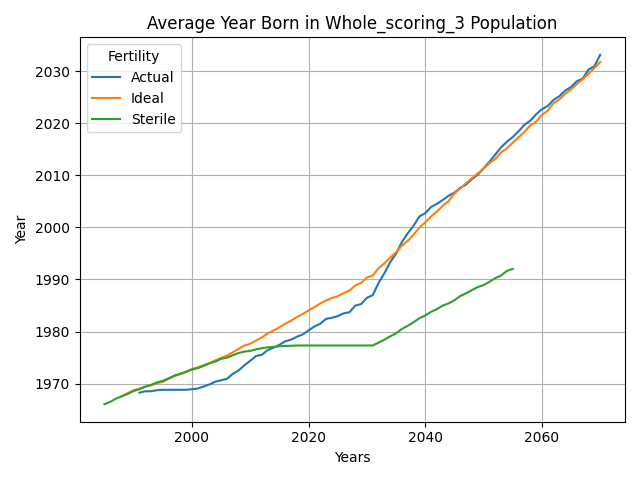 Average Year Born in Whole_scoring_3 Population
Fertility
Actual
Ideal
Sterile
2030
2020
2010
2000
1990
1980
1970
Year
2000 2020 2040 2060
Years